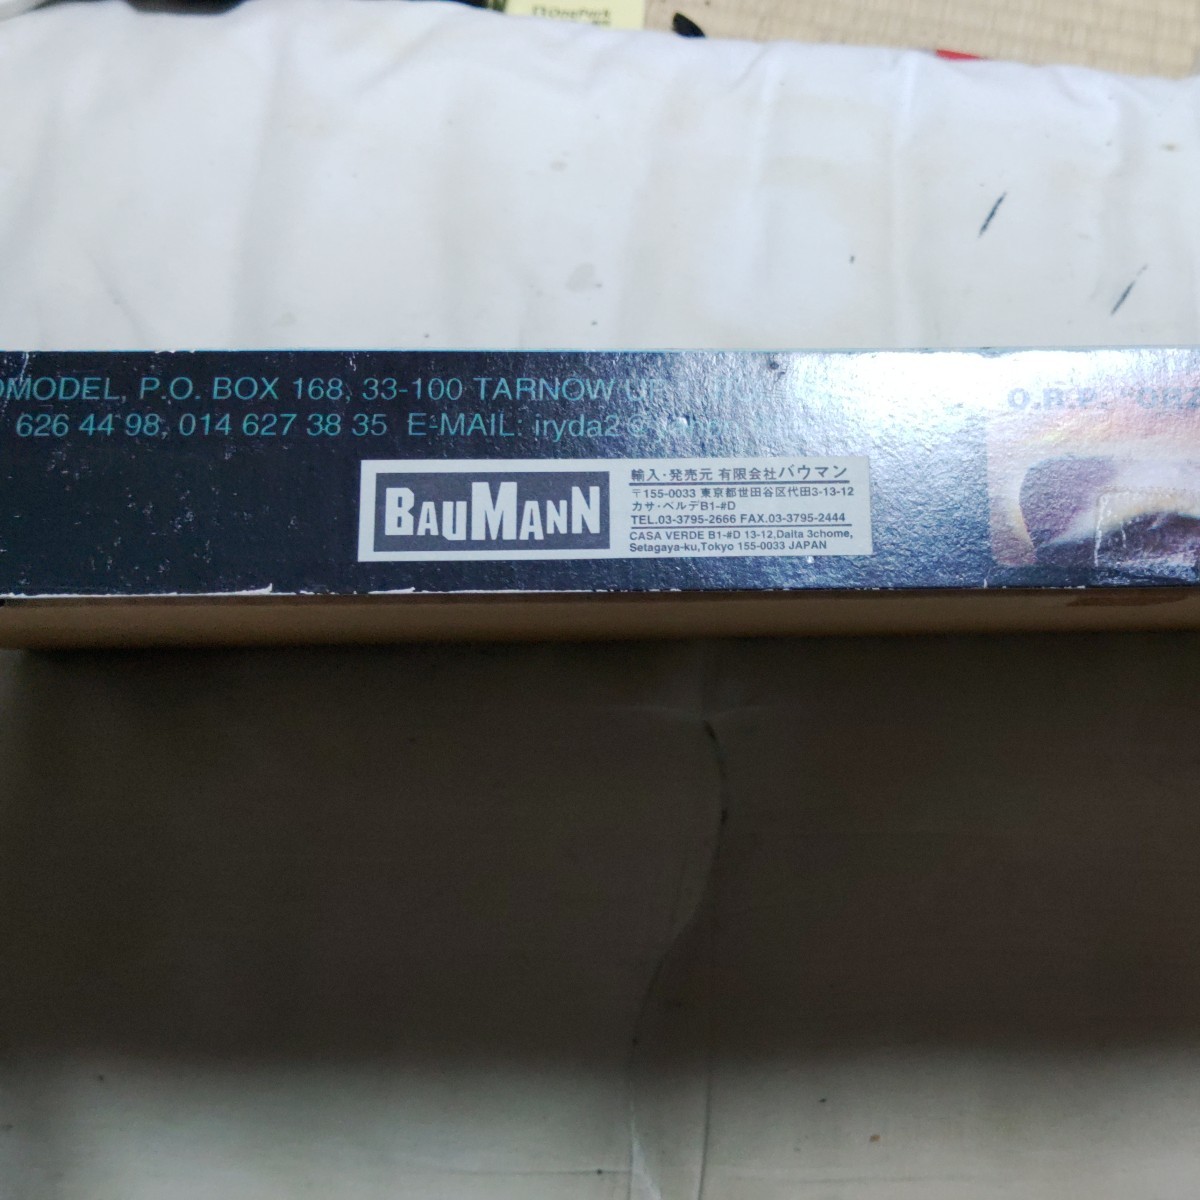 OMODEL, P.O. BOX 168, 33-100 TARNOW
626 44 98, 014 627 38 35 E-MAIL: iryda2@
O.R.P.
BAUMANN
輸入・発売元 有限会社バウマン
〒155-0033 東京都世田谷区代田3-13-12
カサ・ベルデB1-#D
TEL.03-3795-2666 FAX.03-3795-2444
CASA VERDE B1-#D 13-12,Daita 3chome,
Setagaya-ku,Tokyo 155-0033 JAPAN